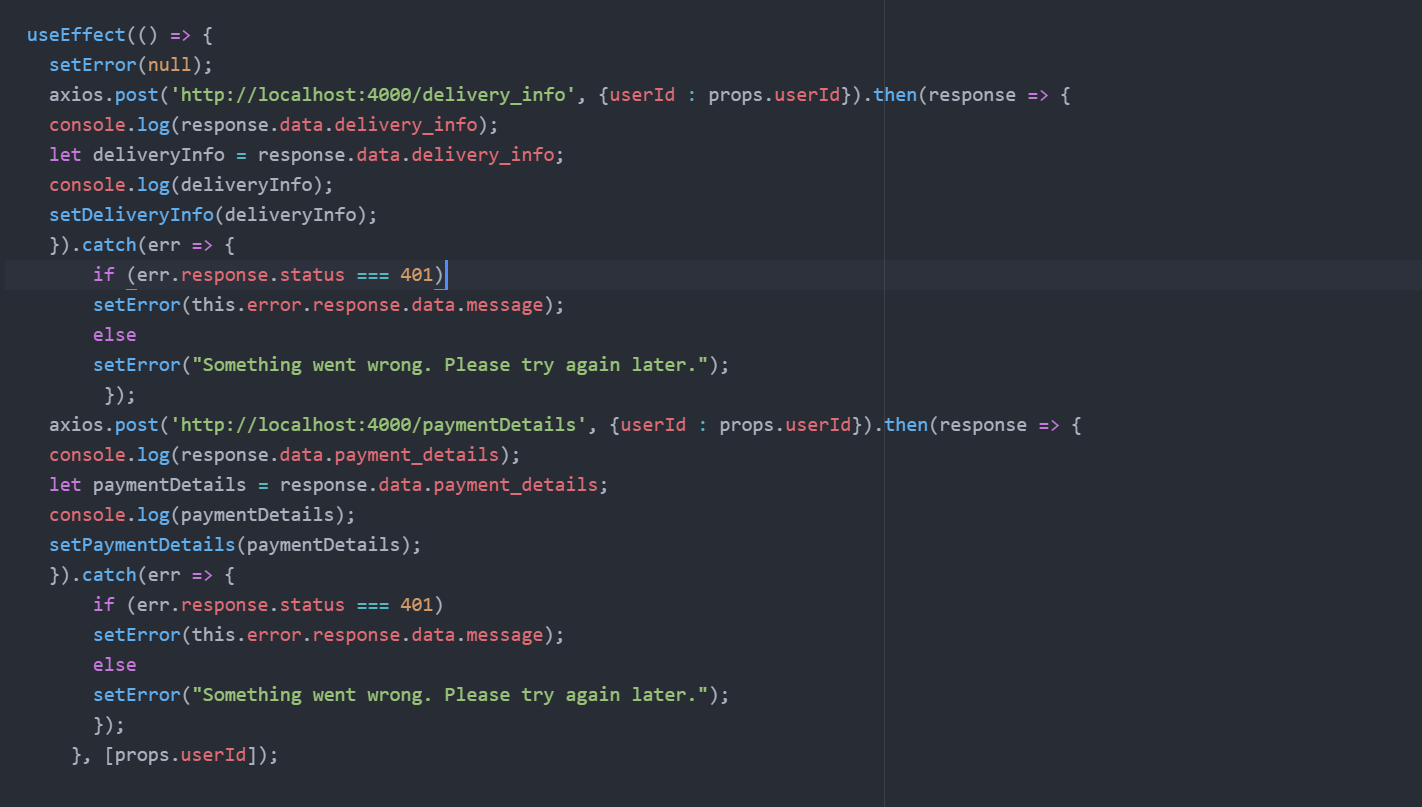 useEffect(() => {
setError(null);
axios.post('http://localhost:4000/delivery_info', {userId : props.userId}).then(response => {
console.log(response.data.delivery_info);
let deliveryInfo = response.data.delivery_info;
console.log(deliveryInfo);
setDeliveryInfo(deliveryInfo);
}).catch(err => {
if (err.response.status === 401)
setError(this.error.response.data.message);
else
setError("Something went wrong. Please try again later.");
});
axios.post('http://localhost:4000/paymentDetails', {userId : props.userId}).then(response => {
console.log(response.data.payment_details);
let paymentDetails = response.data.payment_details;
console.log(paymentDetails);
setPaymentDetails(paymentDetails);
}).catch(err => {
if (err.response.status === 401)
setError(this.error.response.data.message);
else
setError("Something went wrong. Please try again later.");
});
}, [props.userId]);